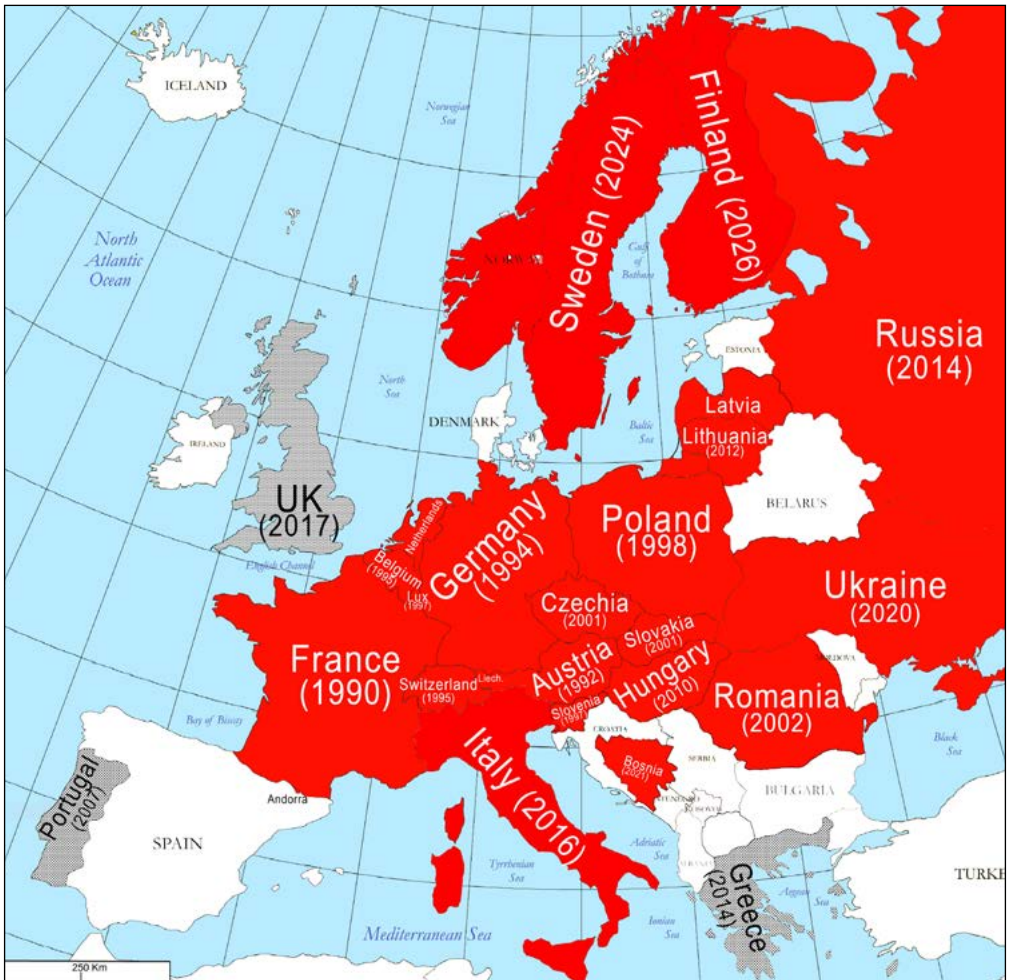 ICELAND
Norwegian
Sea
Finland (2026)
Sweden (2024)
North
Atlantic
Ocean
Gulf
of
Bothnia
Russia
(2014)
ESTONIA
North
Sea
DENMARK
Baltic
Sea
Latvia
Lithuania
(2012)
IRELAND
BELARUS
UK
(2017)
English Channel
Netherlands
Belgium
(1995)
Lux
(1997)
Germany
(1994)
Poland
(1998)
Czechia
(2001)
Slovakia
(2001)
Ukraine
(2020)
France
(1990)
Switzerland
(1995)
Liech.
Austria
(1992)
Hungary
(2010)
Slovenia
(1997)
Romania
(2002)
MOLDOVA
CROATIA
Bosnia
(2021)
SERBIA
BULGARIA
Black
Sea
Bay of Biscay
Italy (2016)
Andorra
Portugal
(2007)
SPAIN
Adriatic
Sea
Tyrrhenian
Sea
Ionian
Sea
Greece
(2014)
Aegean
Sea
TURKE
Mediterranean Sea
250 Km